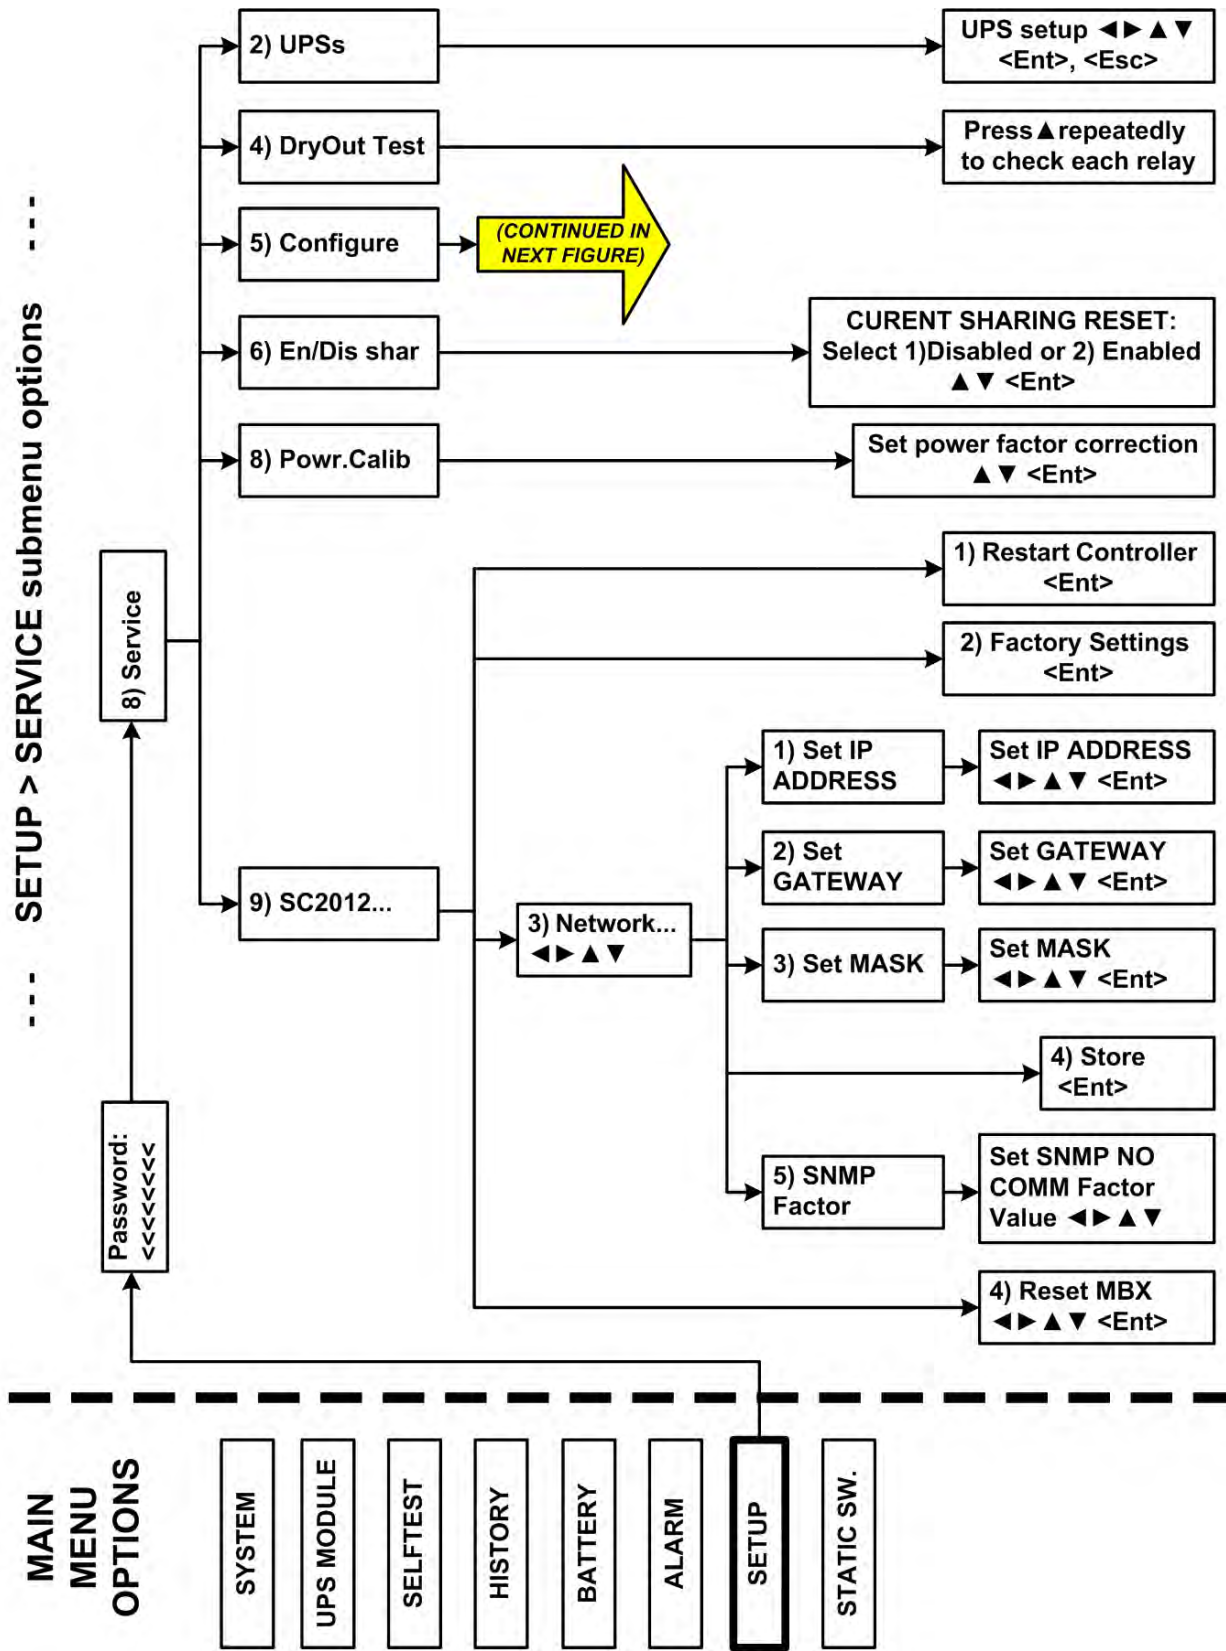 --- SETUP > SERVICE submenu options ---
2) UPSs
UPS setup ◄►▲▼
<Ent>, <Esc>
4) DryOut Test
Press▲repeatedly
to check each relay
5) Configure
(CONTINUED IN
NEXT FIGURE)
6) En/Dis shar
CURENT SHARING RESET:
Select 1)Disabled or 2) Enabled
▲▼ <Ent>
8) Powr.Calib
Set power factor correction
▲▼ <Ent>
8) Service
1) Restart Controller
<Ent>
2) Factory Settings
<Ent>
9) SC2012...
3) Network...
◄►▲▼
1) Set IP
ADDRESS
Set IP ADDRESS
◄►▲▼ <Ent>
2) Set
GATEWAY
Set GATEWAY
◄►▲▼ <Ent>
3) Set MASK
Set MASK
◄►▲▼ <Ent>
4) Store
<Ent>
5) SNMP
Factor
Set SNMP NO
COMM Factor
Value ◄►▲▼
4) Reset MBX
◄►▲▼ <Ent>
Password:
<<<<<<<<
MAIN
MENU
OPTIONS
SYSTEM
UPS MODULE
SELFTEST
HISTORY
BATTERY
ALARM
SETUP
STATIC SW.